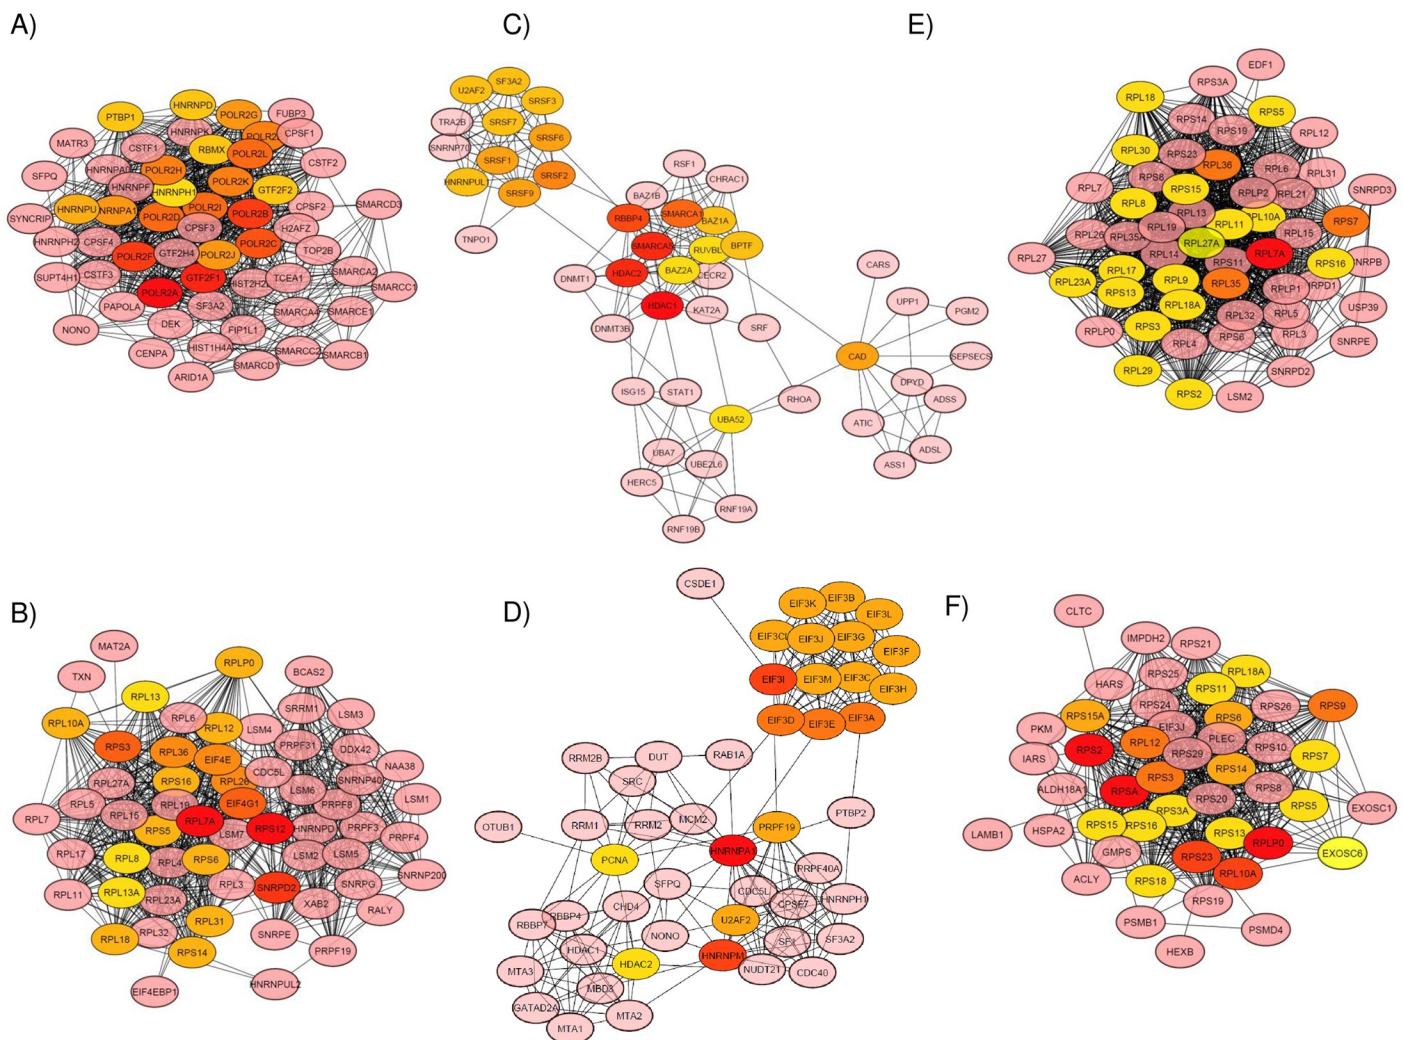 A)
HNRNPD
POLR2G
FUBP3
PTBP1
HNRNPK
CPSF1
MATR3
CSTF1
RBMX
POLR2L
CSTF2
SFPQ
POLR2H
POLR2K
HNRNPF
HNRNPH1
GTF2F2
HNRNPU
HNRNPA1
POLR2D
POLR2I
POLR2B
CPSF2
SMARCD3
SYNCRIP
CPSF3
H2AFZ
HNRNPH2
CPSF4
POLR2F
GTF2H4
POLR2J
POLR2C
TOP2B
SUPT4H1
CSTF3
GTF2F1
TCEA1
SMARCA2
POLR2A
SMARCC1
PAPOLA
SF3A2
SMARCA4
SMARCE1
NONO
DEK
FIP1L1
CENPA
HIST1H4A
SMARCC2
SMARCB1
SMARCD1
ARID1A
B)
MAT2A
TXN
RPLP0
BCAS2
RPL13
RPL10A
RPL6
RPL12
LSM4
SRRM1
LSM3
RPS3
RPL36
EIF4E
PRPF31
DDX42
NAA38
RPL27A
RPS16
RPL26
CDC5L
SNRNP40
RPL5
RPL19
EIF4G1
LSM6
PRPF8
LSM1
RPL7
RPL15
RPL7A
RPS12
HNRNPD
PRPF3
PRPF4
RPS5
LSM7
RPL17
RPL8
RPL4
RPS6
LSM2
LSM5
SNRNP200
RPL11
RPL13A
RPL23A
RPL3
SNRPD2
SNRPG
XAB2
RALY
RPL18
RPL32
RPL31
SNRPE
RPS14
PRPF19
EIF4EBP1
HNRNPUL2
C)
SF3A2
U2AF2
SRSF3
TRA2B
SRSF7
SNRNP70
SRSF6
SRSF1
SRSF2
HNRNPUL1
SRSF9
TNPO1
RSF1
CHRAC1
BAZ1B
RBBP4
SMARCA1
BAZ1A
SMARCA5
RUVBL
BPTF
DNMT1
HDAC2
BAZ2A
CECR2
HDAC1
KAT2A
DNMT3B
SRF
CARS
UPP1
PGM2
CAD
SEPSECS
DPYD
ADSS
ISG15
STAT1
RHOA
UBA52
ATIC
ADSL
UBA7
UBE2L6
ASS1
HERC5
RNF19A
RNF19B
D)
CSDE1
EIF3K
EIF3B
EIF3L
EIF3J
EIF3G
EIF3F
EIF3I
EIF3M
EIF3C
EIF3H
EIF3D
EIF3E
EIF3A
RRM2B
DUT
RAB1A
SRC
OTUB1
RRM1
RRM2
MCM2
PRPF19
PTBP2
PCNA
HNRNPA1
PRPF40A
SFPQ
CDC5L
CPSF7
HNRNPH1
RBBP7
RBBP4
CHD4
U2AF2
NONO
SF1
SF3A2
HDAC1
HDAC2
HNRNPM
NUDT21
CDC40
MTA3
MBD3
GATAD2A
MTA2
MTA1
E)
EDF1
RPS3A
RPL18
RPS5
RPS14
RPS19
RPL12
RPL30
RPS23
RPL36
RPL6
RPL31
RPL7
RPS8
RPS15
RPLP2
RPL21
SNRPD3
RPL8
RPL13
RPL10A
RPL11
RPS7
RPL26
RPL35A
RPL19
RPL27A
RPL15
RPL27
RPL14
RPS11
RPL7A
RPS16
RPL17
RPL23A
RPS13
RPL9
RPL35
RPLP1
RPL18A
USP39
RPLP0
RPS3
RPL32
RPL5
RPL4
RPS6
RPL3
SNRPE
RPL29
SNRPD2
RPS2
LSM2
F)
CLTC
IMPDH2
RPS21
HARS
RPS25
RPL18A
RPS11
RPS15A
RPS24
RPS6
RPS26
RPS9
PKM
EIF3J
PLEC
RPS2
RPL12
RPS29
RPS10
IARS
RPS3
RPS14
RPS7
ALDH18A1
RPSA
RPS20
RPS8
RPS5
EXOSC1
LAMB1
HSPA2
RPS15
RPS3A
RPS16
RPS13
RPLP0
GMPS
RPS23
EXOSC6
ACLY
RPS18
RPL10A
RPS19
PSMB1
PSMD4
HEXB